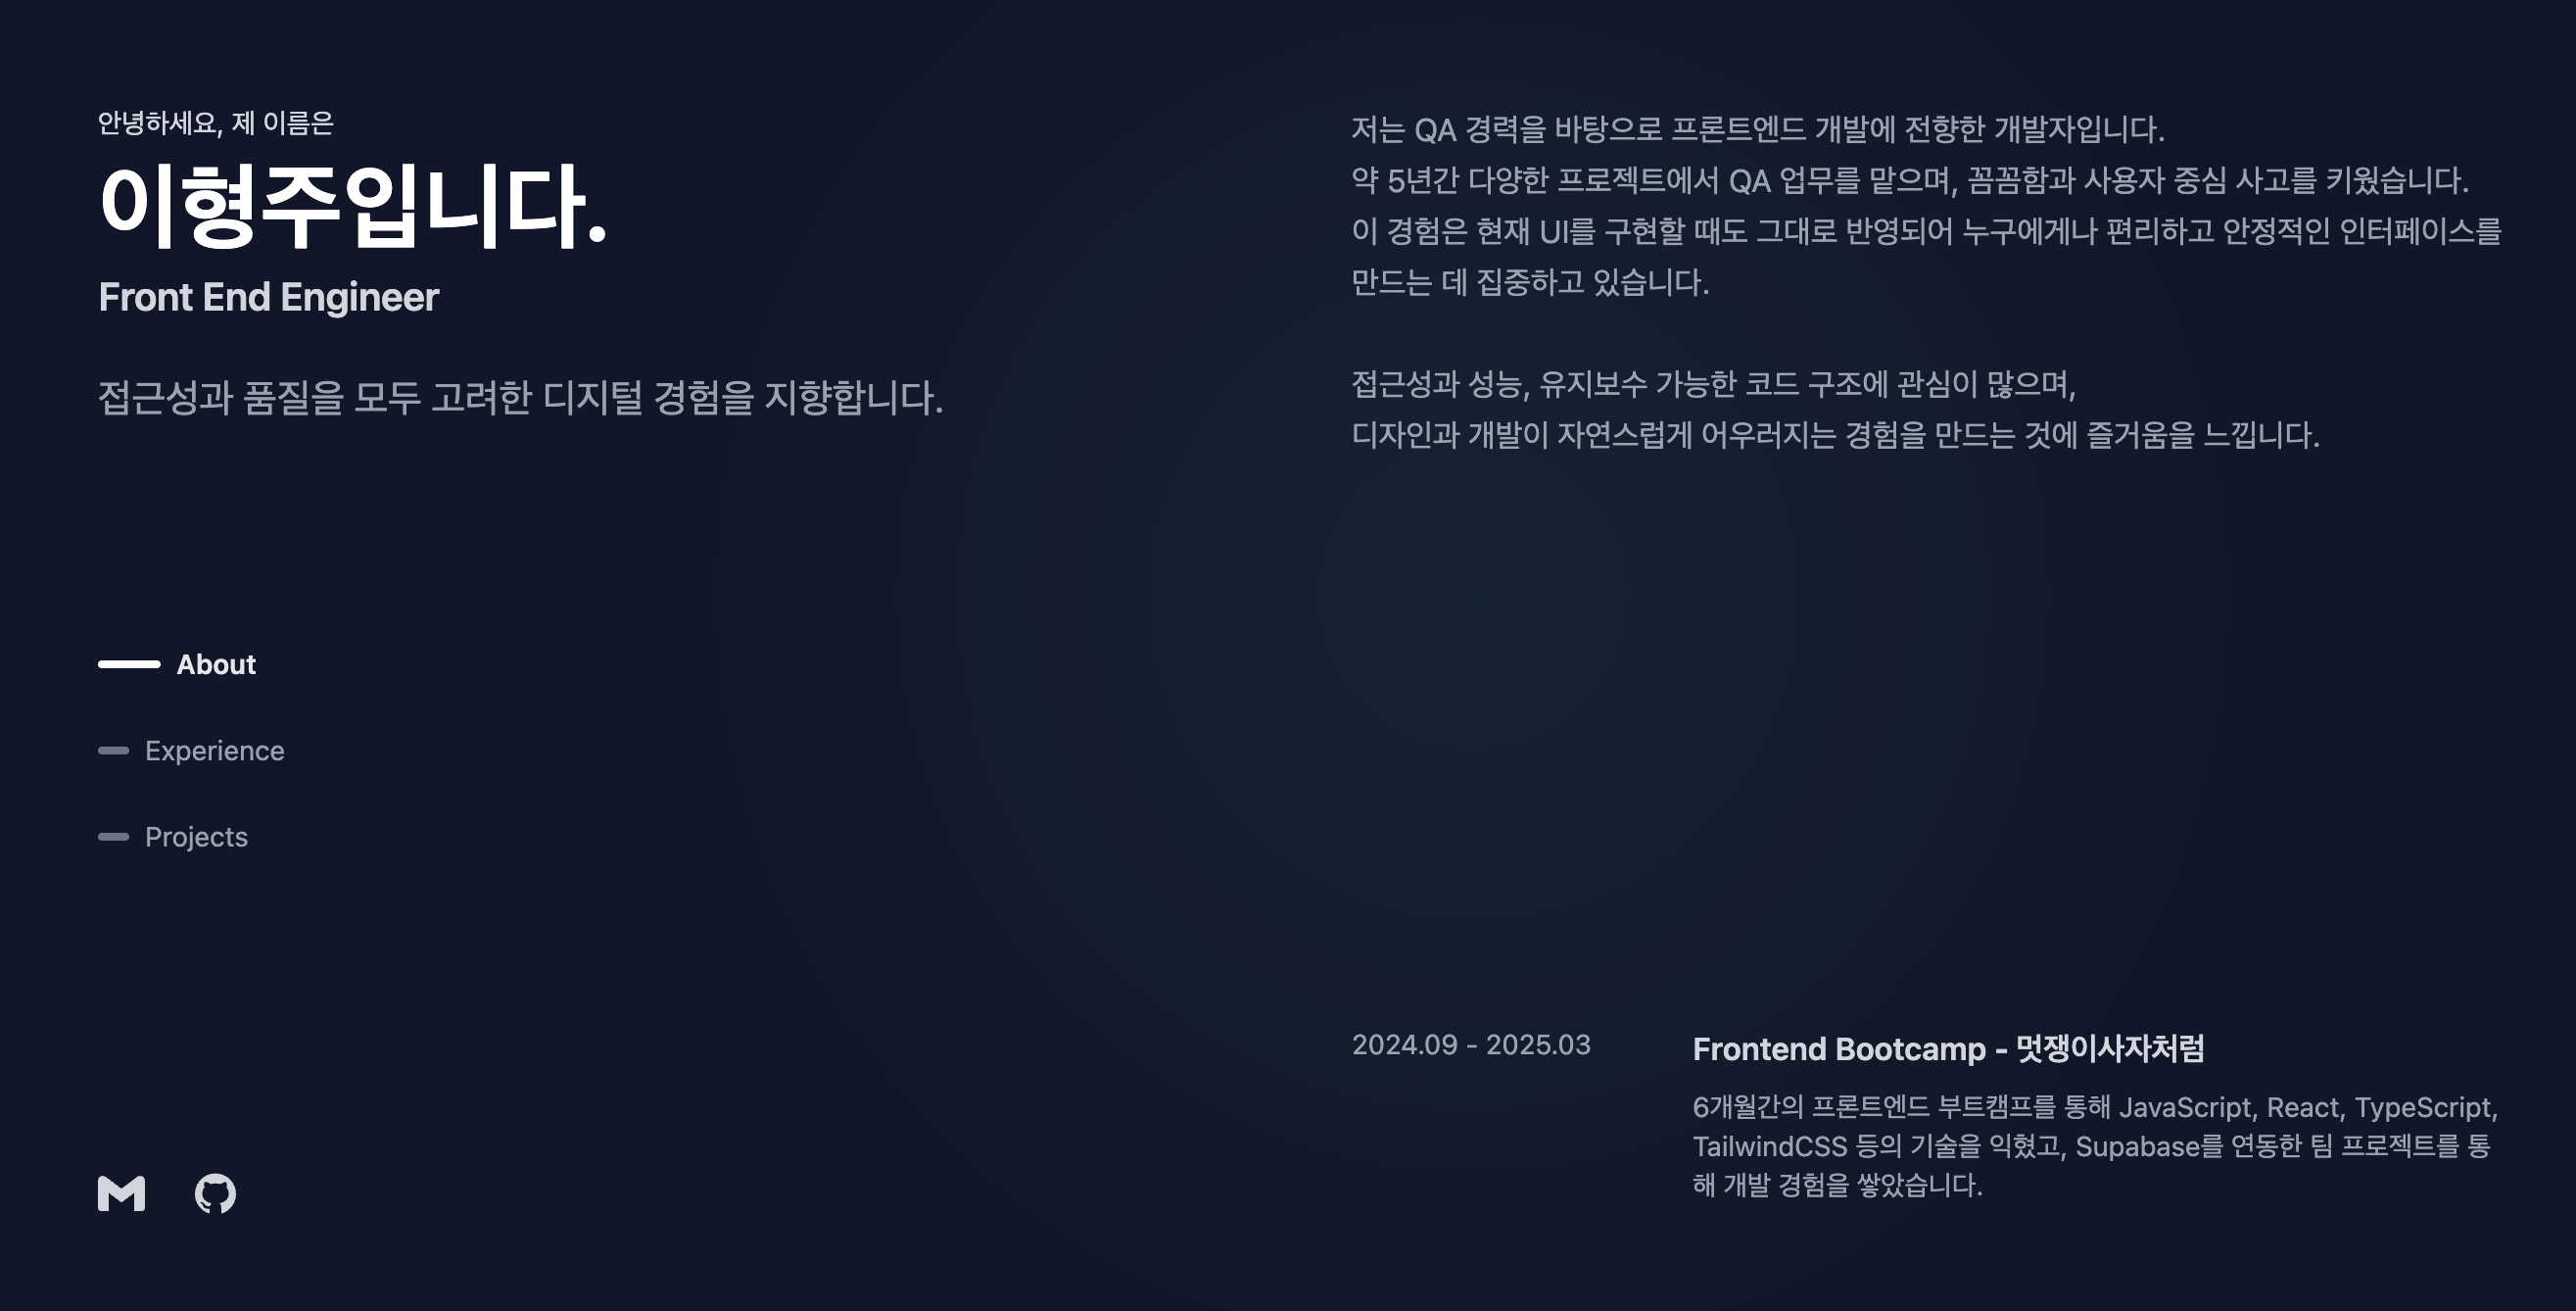 안녕하세요, 제 이름은
이형주입니다.
Front End Engineer
접근성과 품질을 모두 고려한 디지털 경험을 지향합니다.
About
Experience
Projects
저는 QA 경력을 바탕으로 프론트엔드 개발에 전향한 개발자입니다.
약 5년간 다양한 프로젝트에서 QA 업무를 맡으며, 꼼꼼함과 사용자 중심 사고를 키웠습니다.
이 경험은 현재 UI를 구현할 때도 그대로 반영되어 누구에게나 편리하고 안정적인 인터페이스를
만드는 데 집중하고 있습니다.
접근성과 성능, 유지보수 가능한 코드 구조에 관심이 많으며,
디자인과 개발이 자연스럽게 어우러지는 경험을 만드는 것에 즐거움을 느낍니다.
2024.09 - 2025.03
Frontend Bootcamp - 멋쟁이사자처럼
6개월간의 프론트엔드 부트캠프를 통해 JavaScript, React, TypeScript,
TailwindCSS 등의 기술을 익혔고, Supabase를 연동한 팀 프로젝트를 통
해 개발 경험을 쌓았습니다.